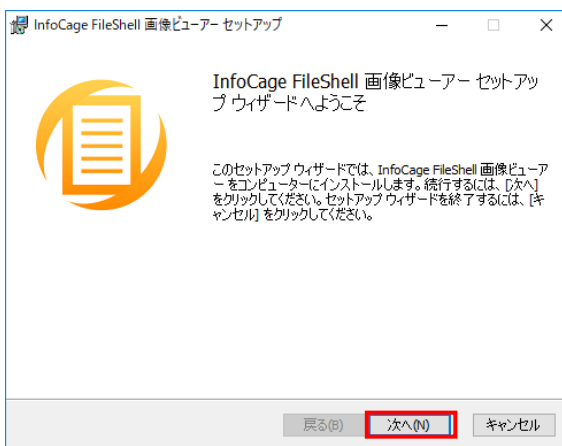 InfoCage FileShell 画像ビューアー セットアップ
InfoCage FileShell 画像ビューアー セットアッ
プ ウィザードへようこそ
このセットアップ ウィザードでは、InfoCage FileShell 画像ビューア
ー をコンピューターにインストールします。続行するには、[次へ]
をクリックしてください。セットアップ ウィザードを終了するには、[キ
ャンセル] をクリックしてください。
戻る(B) 次へ(N) キャンセル